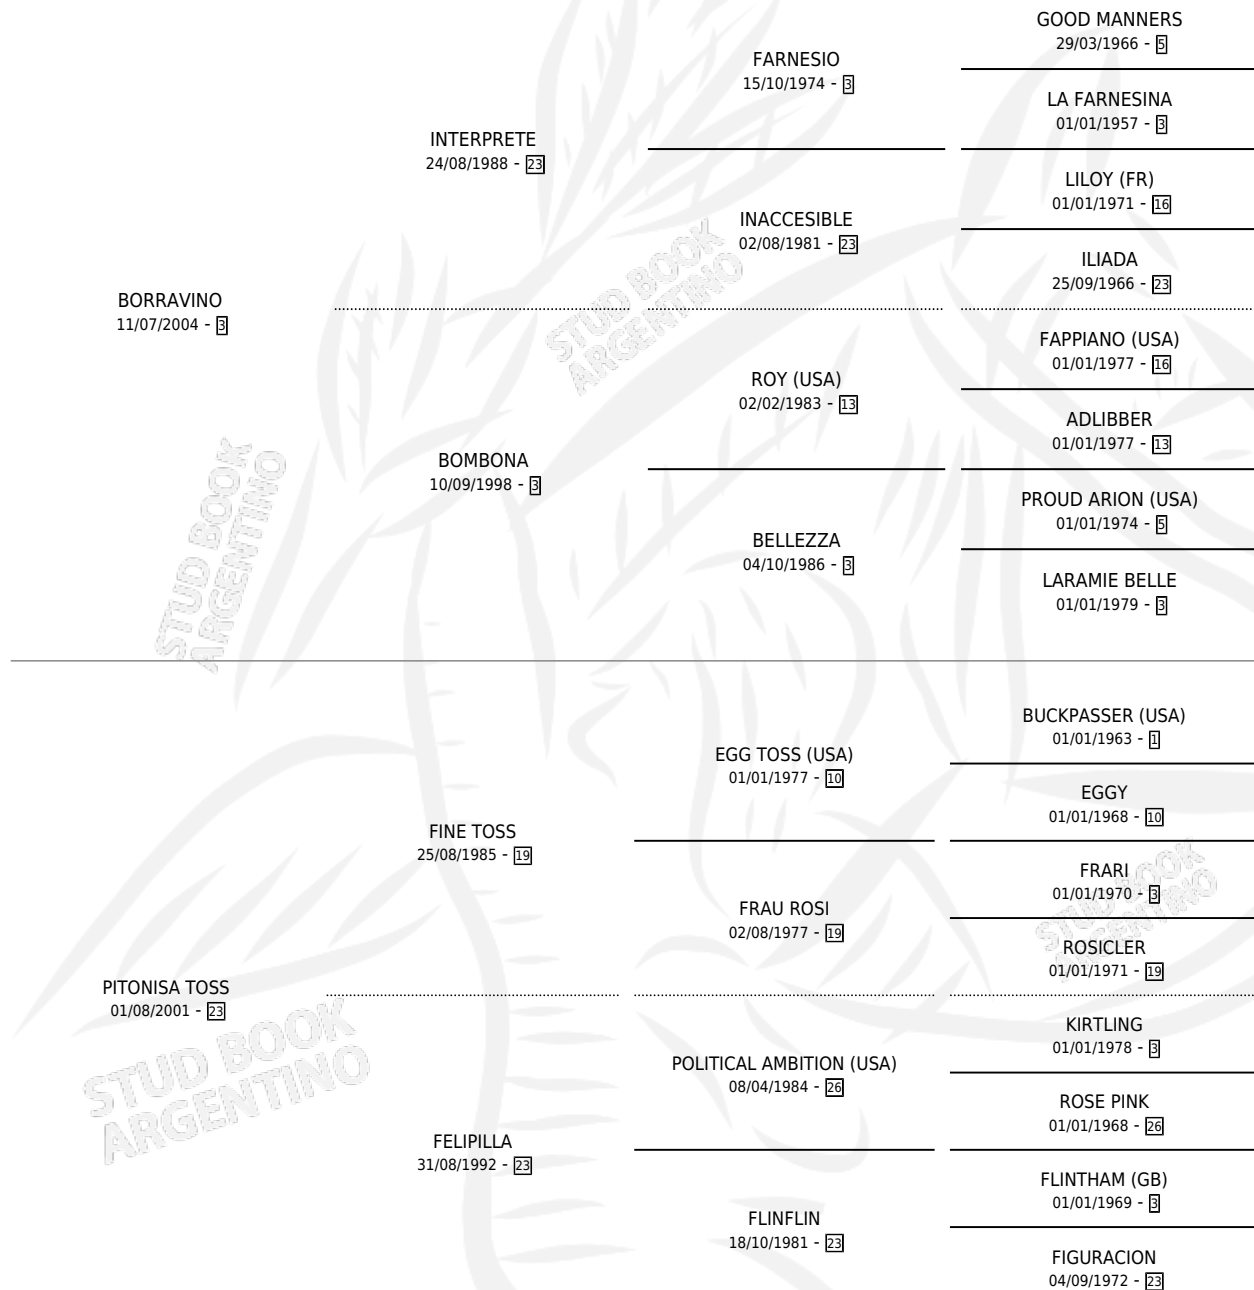 GOOD MANNERS
29/03/1966 - 5
FARNESIO
15/10/1974 - 3
LA FARNESINA
01/01/1957 - 3
INTERPRETE
24/08/1988 - 23
LILOY (FR)
01/01/1971 - 16
INACCESIBLE
02/08/1981 - 23
ILIADA
25/09/1966 - 23
BORRAVINO
11/07/2004 - 3
FAPPIANO (USA)
01/01/1977 - 16
ROY (USA)
02/02/1983 - 13
ADLIBBER
01/01/1977 - 13
BOMBONA
10/09/1998 - 3
PROUD ARION (USA)
01/01/1974 - 5
BELLEZZA
04/10/1986 - 3
LARAMIE BELLE
01/01/1979 - 3
BUCKPASSER (USA)
01/01/1963 - 1
EGG TOSS (USA)
01/01/1977 - 10
EGGY
01/01/1968 - 10
FINE TOSS
25/08/1985 - 19
FRARI
01/01/1970 - 3
FRAU ROSI
02/08/1977 - 19
ROSICLER
01/01/1971 - 19
PITONISA TOSS
01/08/2001 - 23
KIRTLING
01/01/1978 - 3
POLITICAL AMBITION (USA)
08/04/1984 - 26
ROSE PINK
01/01/1968 - 26
FELIPILLA
31/08/1992 - 23
FLINTHAM (GB)
01/01/1969 - 3
FLINFLIN
18/10/1981 - 23
FIGURACION
04/09/1972 - 23
STUD BOOK
ARGENTINO
STUD BOOK
ARGENTINO
STUD BOOK
ARGENTINO
STUD BOOK
ARGENTINO